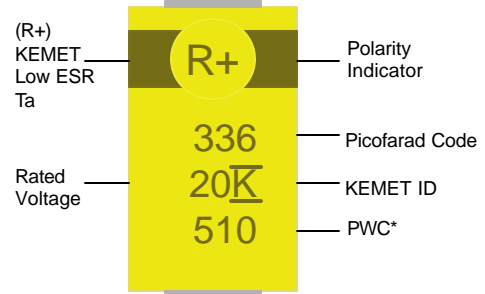 (R+)
KEMET
Low ESR
Ta
R+
Polarity
Indicator
336
Picofarad Code
Rated
Voltage
20K
KEMET ID
510
PWC*